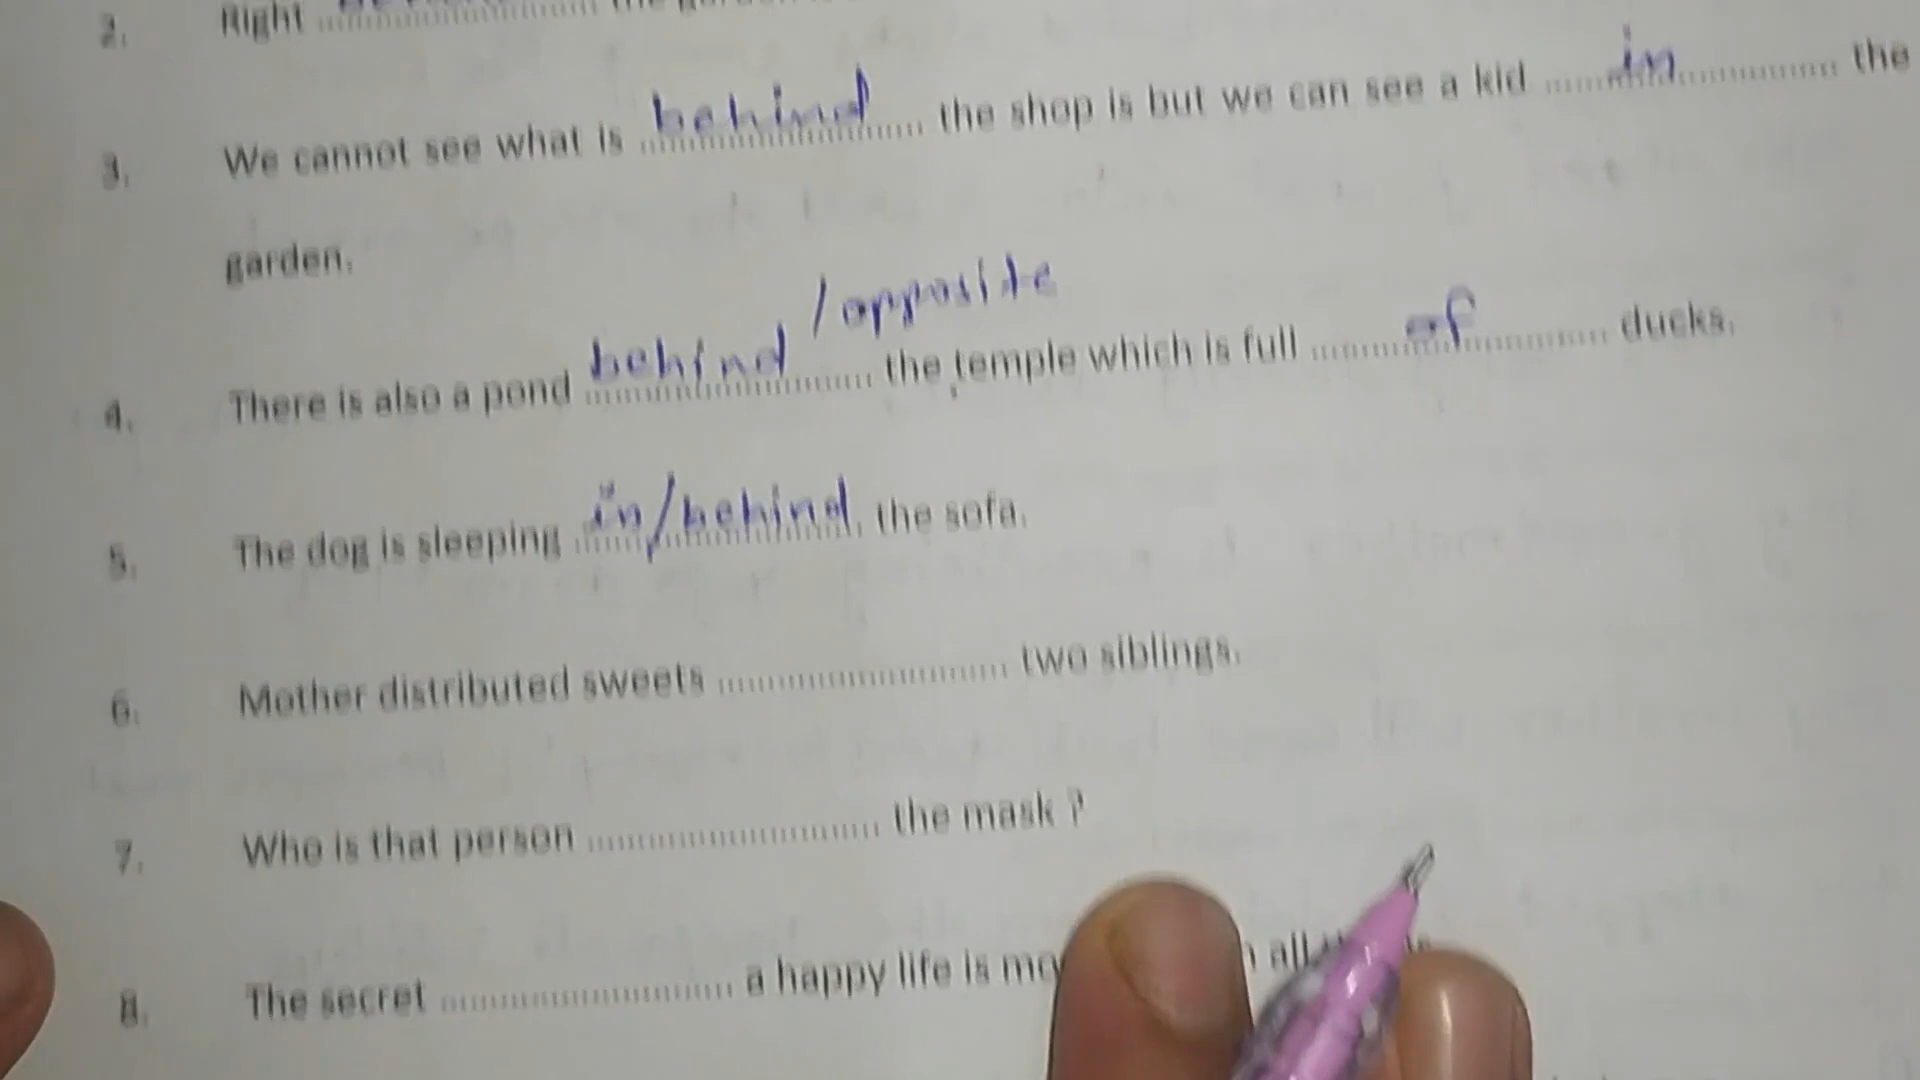 2. Right the
3. We cannot see what is behind the shop is but we can see a kid in the
garden.
/opposite
4. There is also a pond behind the temple which is full of ducks.
5. The dog is sleeping in/behind the sofa.
6. Mother distributed sweets ........................ two siblings.
7. Who is that person ........................ the mask ?
8. The secret ........................ a happy life is all